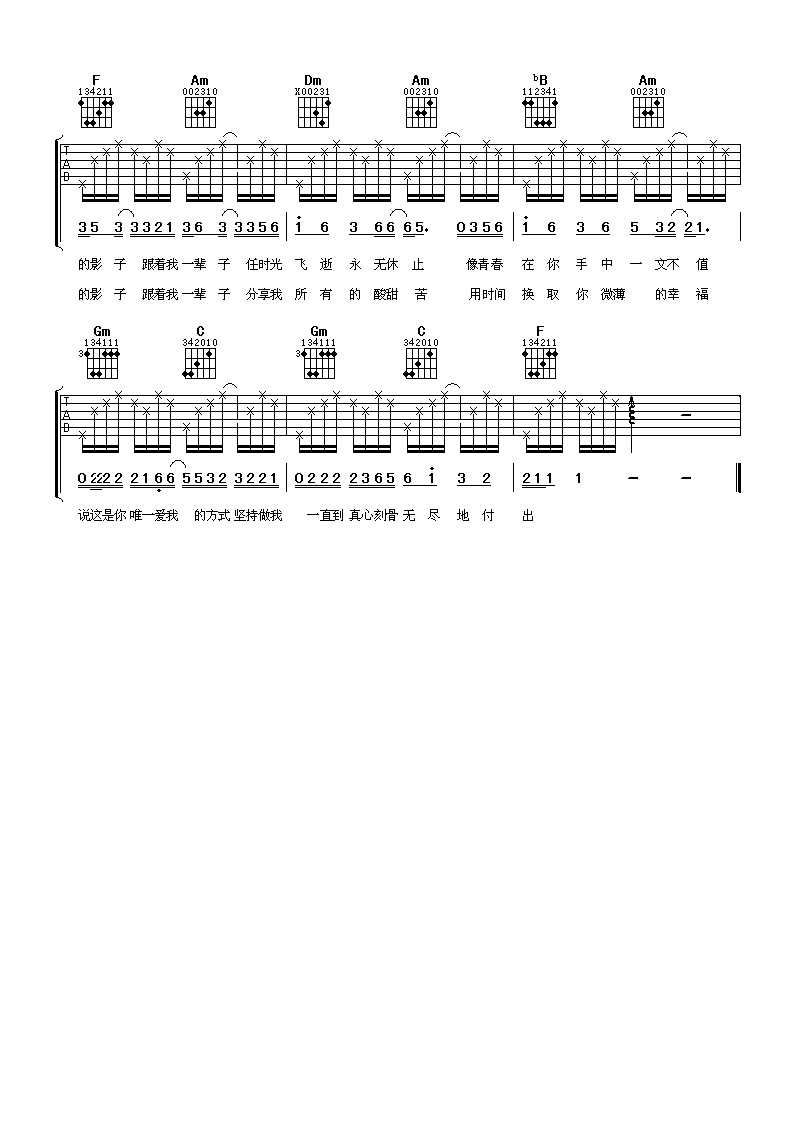 F Am Dm Am ♭B Am
134211 002310 X00231 002310 112341 002310
T
A
B
35 3 3321 36 3 3356 1 6 3 66 65. 0356 1 6 3 6 5 32 21.
的影 子 跟着我一辈 子 任时光 飞 逝 永 无休 止 像青春 在 你 手 中 一 文不 值
的影 子 跟着我一辈 子 分享我 所 有 的 酸甜 苦 用时间 换 取 你 微薄 的幸 福
Gm C Gm C F
134111 342010 134111 342010 134211
3 3
T
A
B
02222 2166 5532 3221 0222 2365 6 1 3 2 211 1 – –
说这是你 唯一爱我 的方式 坚持做我 一直到 真心刻骨 无 尽 地 付 出